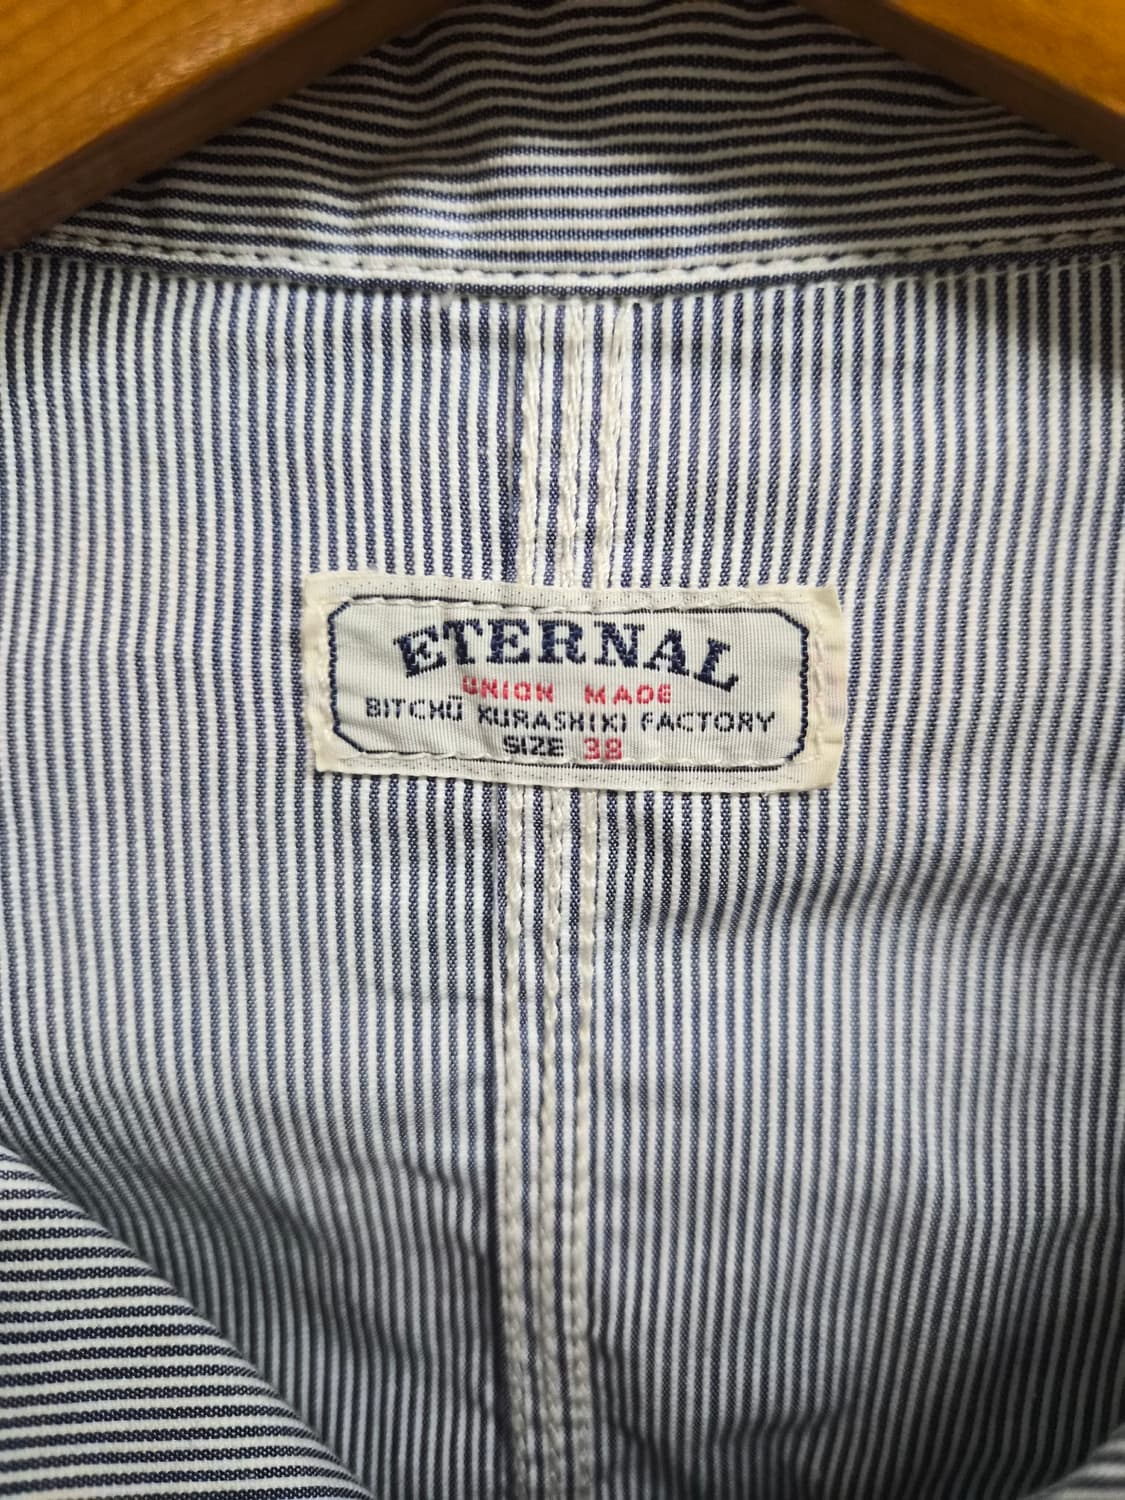 ETERNAL
UNION MADE
BITCHŪ KURASHIKI FACTORY
SIZE 38